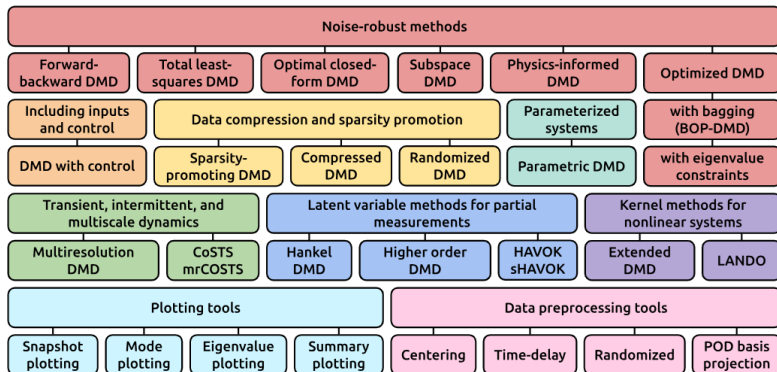 Noise-robust methods
Forward-
backward DMD
Total least-
squares DMD
Optimal closed-
form DMD
Subspace
DMD
Physics-informed
DMD
Optimized DMD
Including inputs
and control
Data compression and sparsity promotion
Parameterized
systems
with bagging
(BOP-DMD)
DMD with control
Sparsity-
promoting DMD
Compressed
DMD
Randomized
DMD
Parametric DMD
with eigenvalue
constraints
Transient, intermittent, and
multiscale dynamics
Latent variable methods for partial
measurements
Kernel methods for
nonlinear systems
Multiresolution
DMD
CoSTS
mrCOSTS
Hankel
DMD
Higher order
DMD
HAVOK
sHAVOK
Extended
DMD
LANDO
Plotting tools
Data preprocessing tools
Snapshot
plotting
Mode
plotting
Eigenvalue
plotting
Summary
plotting
Centering
Time-delay
Randomized
POD basis
projection